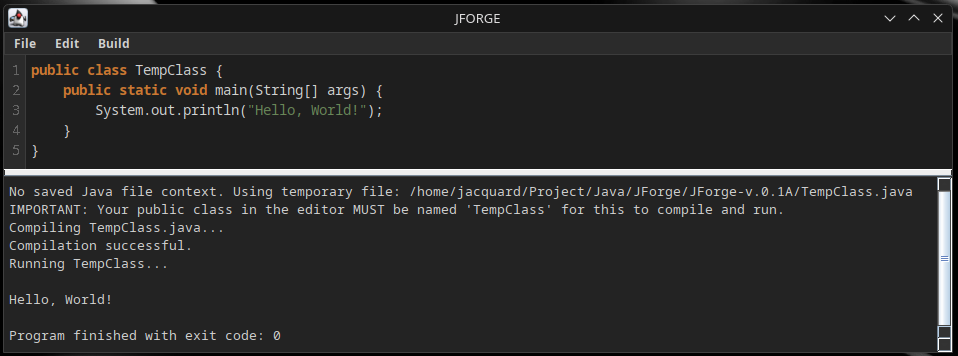 JFORGE
File Edit Build
1 public class TempClass {
2     public static void main(String[] args) {
3         System.out.println("Hello, World!");
4     }
5 }
No saved Java file context. Using temporary file: /home/jacquard/Project/Java/JForge/JForge-v.0.1A/TempClass.java
IMPORTANT: Your public class in the editor MUST be named 'TempClass' for this to compile and run.
Compiling TempClass.java...
Compilation successful.
Running TempClass...
Hello, World!
Program finished with exit code: 0